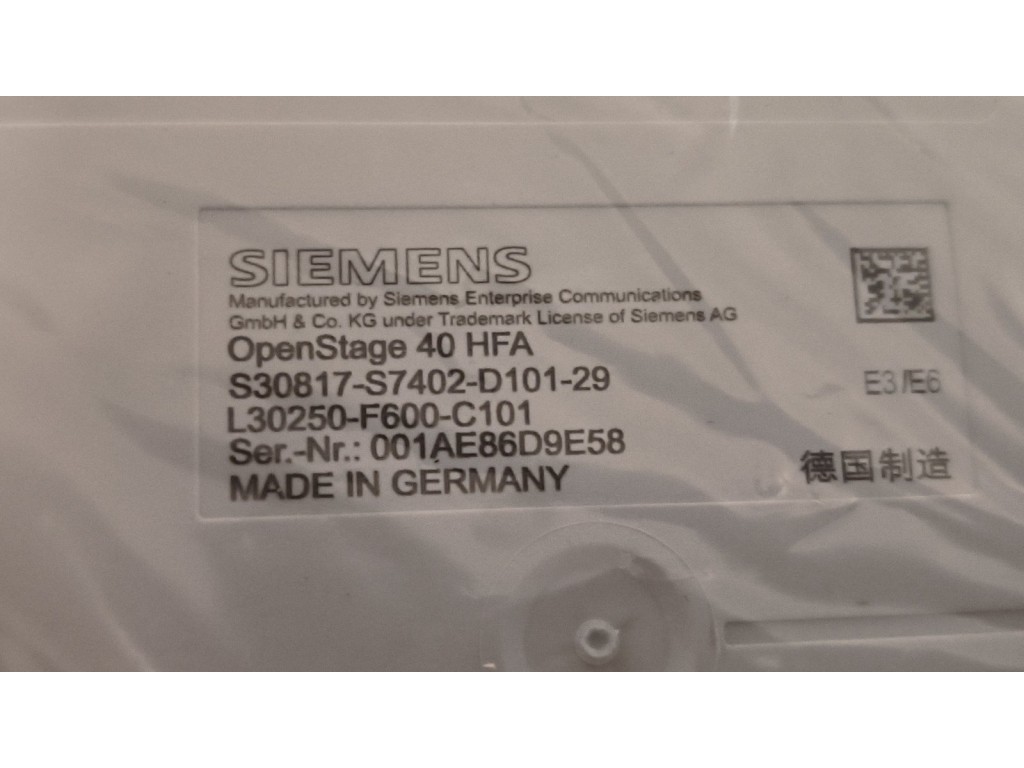 SIEMENS
Manufactured by Siemens Enterprise Communications
GmbH & Co. KG under Trademark License of Siemens AG
OpenStage 40 HFA
S30817-S7402-D101-29
E3/E6
L30250-F600-C101
Ser.-Nr.: 001AE86D9E58
MADE IN GERMANY
德国制造